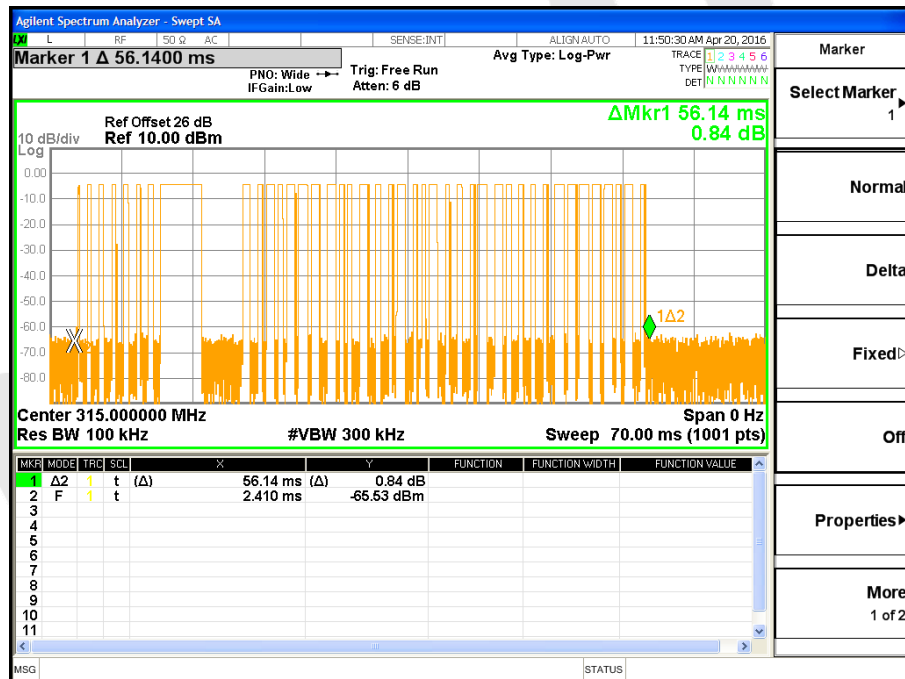 Agilent Spectrum Analyzer - Swept SA
LXI L RF 50 Ω AC SENSE:INT ALIGN AUTO 11:50:30 AM Apr 20, 2016
Marker 1 Δ 56.1400 ms
PNO: Wide
IFGain:Low
Trig: Free Run
Atten: 6 dB
Avg Type: Log-Pwr
TRACE 1 2 3 4 5 6
TYPE W
DET N N N N N N
ΔMkr1 56.14 ms
0.84 dB
Ref Offset 26 dB
10 dB/div Ref 10.00 dBm
Log
0.00
-10.0
-20.0
-30.0
-40.0
-50.0
-60.0
-70.0
-80.0
1Δ2
Center 315.000000 MHz Span 0 Hz
Res BW 100 kHz #VBW 300 kHz Sweep 70.00 ms (1001 pts)
MKR MODE TRC SCL X Y FUNCTION FUNCTION WIDTH FUNCTION VALUE
1 Δ2 1 t (Δ) 56.14 ms (Δ) 0.84 dB
2 F 1 t 2.410 ms -65.53 dBm
3
4
5
6
7
8
9
10
11
MSG STATUS
Marker
Select Marker
1
Normal
Delta
Fixed
Off
Properties
More
1 of 2